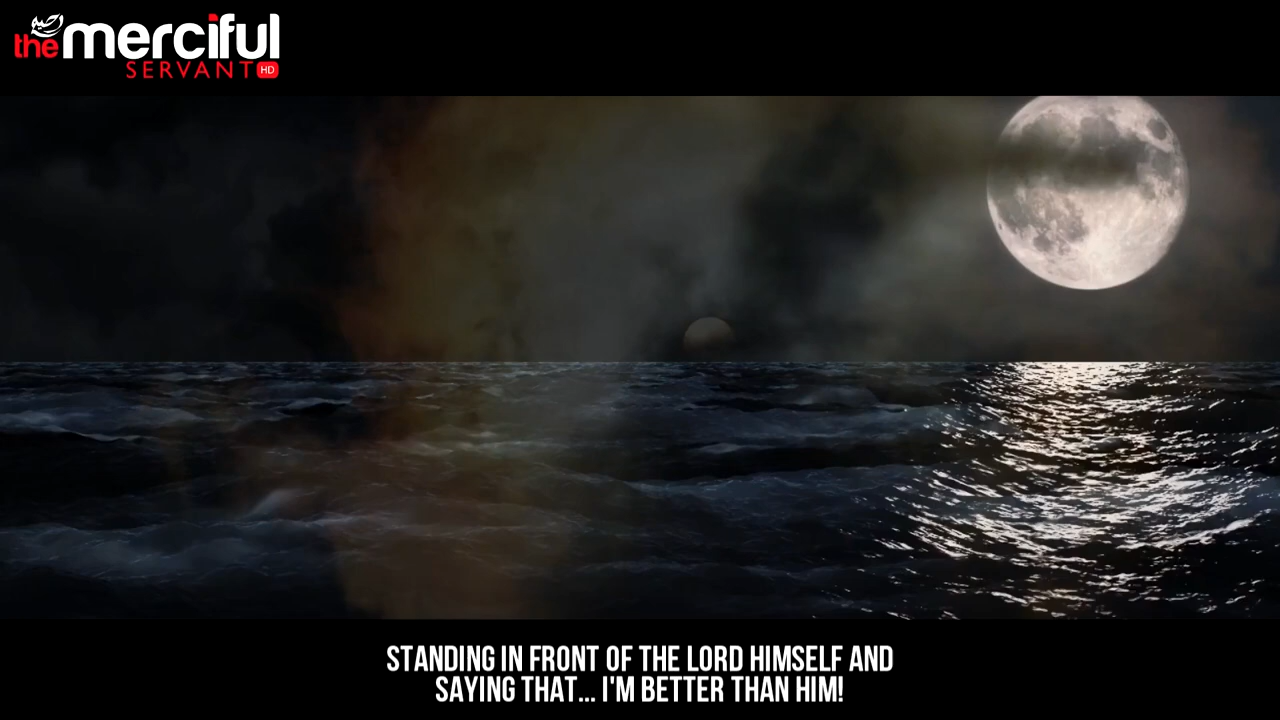 the merciful
SERVANT HD
STANDING IN FRONT OF THE LORD HIMSELF AND
SAYING THAT... I'M BETTER THAN HIM!